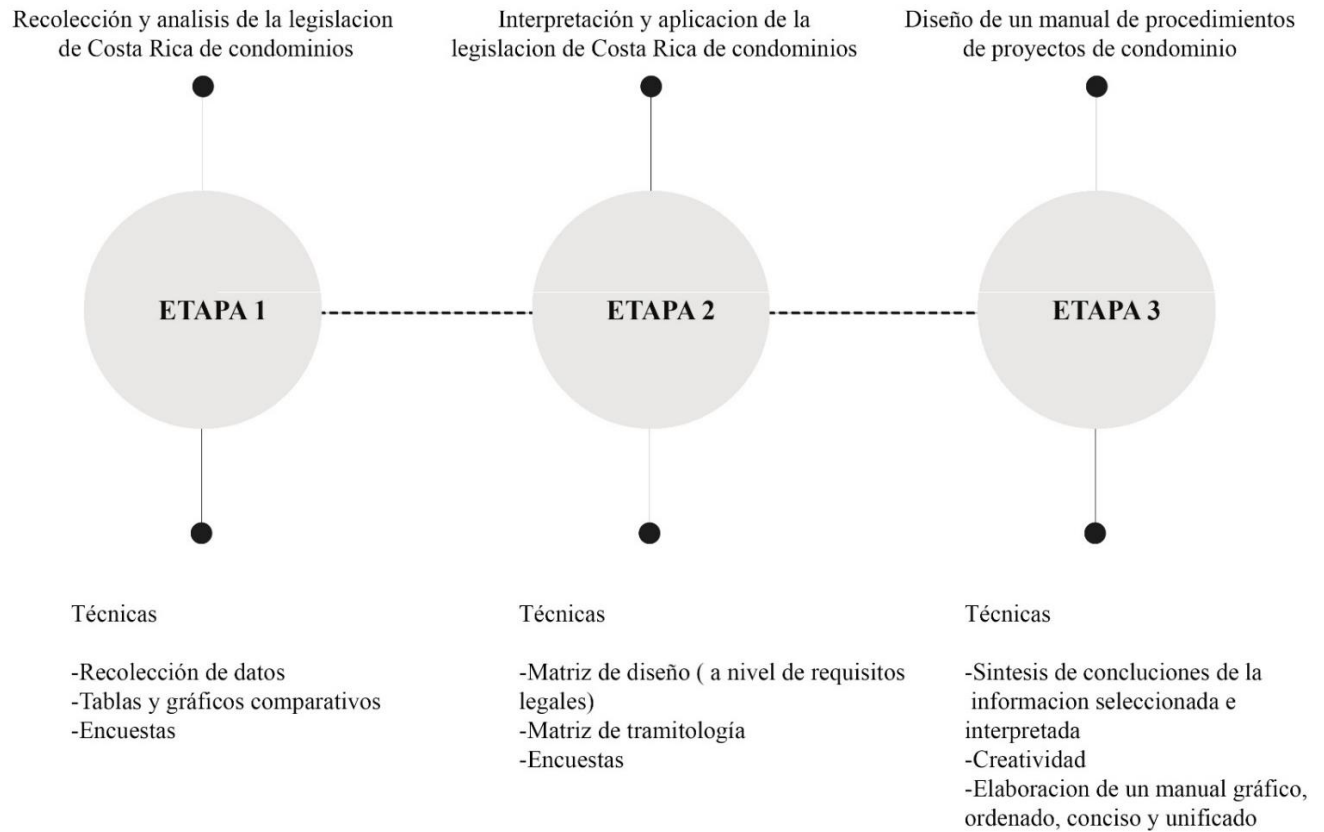 Recolección y analisis de la legislacion
de Costa Rica de condominios
Interpretación y aplicacion de la
legislacion de Costa Rica de condominios
Diseño de un manual de procedimientos
de proyectos de condominio
ETAPA 1
ETAPA 2
ETAPA 3
Técnicas
-Recolección de datos
-Tablas y gráficos comparativos
-Encuestas
Técnicas
-Matriz de diseño ( a nivel de requisitos
legales)
-Matriz de tramitología
-Encuestas
Técnicas
-Sintesis de concluciones de la
informacion seleccionada e
interpretada
-Creatividad
-Elaboracion de un manual gráfico,
ordenado, conciso y unificado